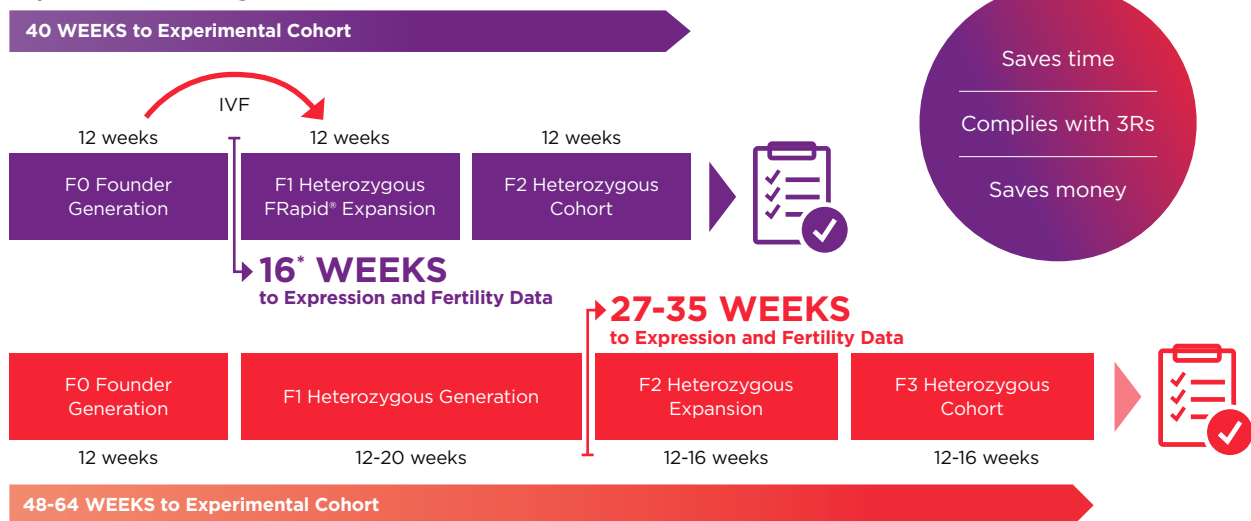 40 WEEKS to Experimental Cohort
Saves time
Complies with 3Rs
Saves money
IVF
12 weeks
12 weeks
12 weeks
F0 Founder
Generation
F1 Heterozygous
FRapid® Expansion
F2 Heterozygous
Cohort
16* WEEKS
to Expression and Fertility Data
27-35 WEEKS
to Expression and Fertility Data
F0 Founder
Generation
F1 Heterozygous Generation
F2 Heterozygous
Expansion
F3 Heterozygous
Cohort
12 weeks
12-20 weeks
12-16 weeks
12-16 weeks
48-64 WEEKS to Experimental Cohort